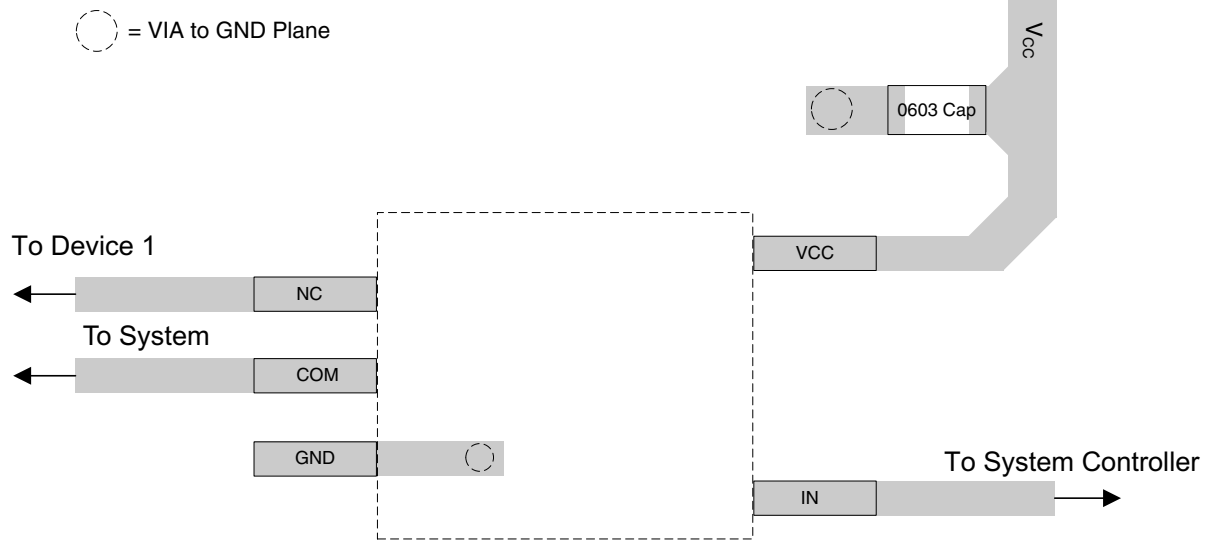 = VIA to GND Plane
VCC
0603 Cap
To Device 1
VCC
NC
To System
COM
GND
To System Controller
IN